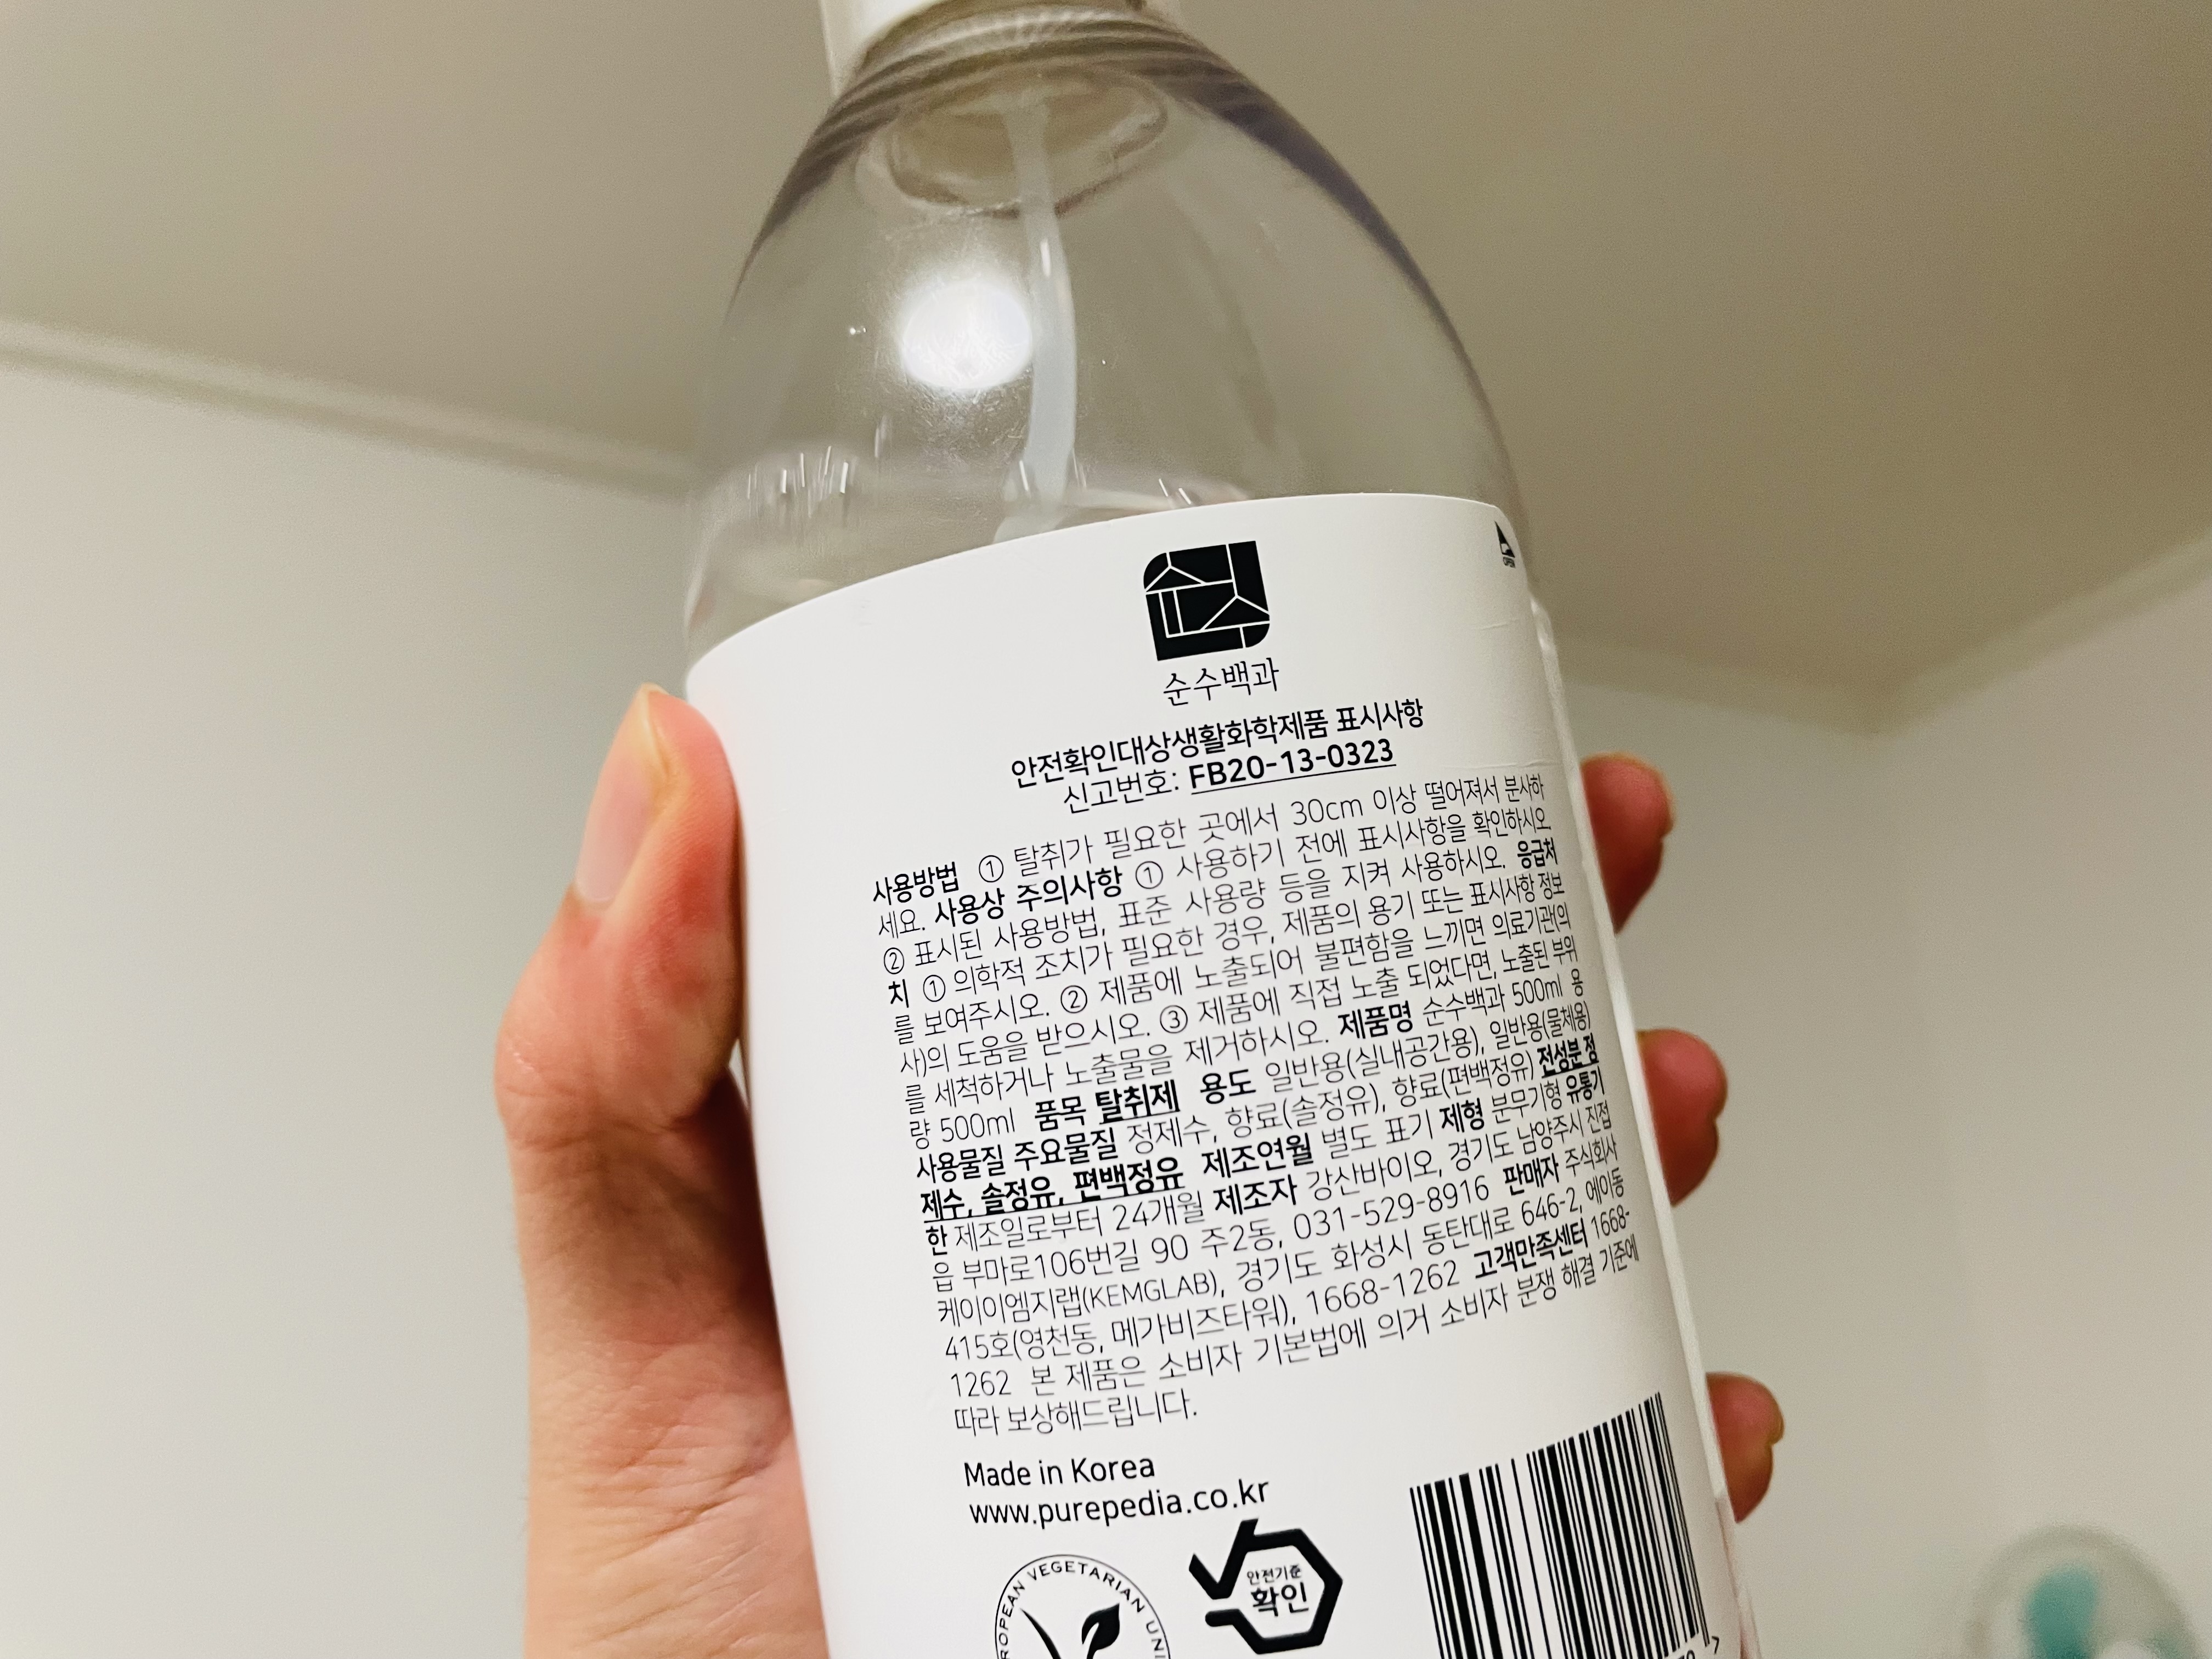 순수백과
안전확인대상생활화학제품 표시사항
신고번호: FB20-13-0323
사용방법 ① 탈취가 필요한 곳에서 30cm 이상 떨어져서 분사하
세요. 사용상 주의사항 ① 사용하기 전에 표시사항을 확인하시오.
② 표시된 사용방법, 표준 사용량 등을 지켜 사용하시오. 응급처
치 ① 의학적 조치가 필요한 경우, 제품의 용기 또는 표시사항 정보
를 보여주시오. ② 제품에 노출되어 불편함을 느끼면 의료기관(의
사)의 도움을 받으시오. ③ 제품에 직접 노출 되었다면, 노출된 부위
를 세척하거나 노출물을 제거하시오. 제품명 순수백과 500ml 용
량 500ml 품목 탈취제 용도 일반용(실내공간용), 일반용(물체용)
사용물질 주요물질 정제수, 향료(솔정유), 향료(편백정유) 전성분 정
제수, 솔정유, 편백정유 제조연월 별도 표기 제형 분무기형 유통기
한 제조일로부터 24개월 제조자 강산바이오, 경기도 남양주시 진접
읍 부마로106번길 90 주2동, 031-529-8916 판매자 주식회사
케이이엠지랩(KEMGLAB), 경기도 화성시 동탄대로 646-2, 에이동
415호(영천동, 메가비즈타워), 1668-1262 고객만족센터 1668-
1262 본 제품은 소비자 기본법에 의거 소비자 분쟁 해결 기준에
따라 보상해드립니다.
Made in Korea
www.purepedia.co.kr
안전기준
확인
VEGETARIAN
OPEN